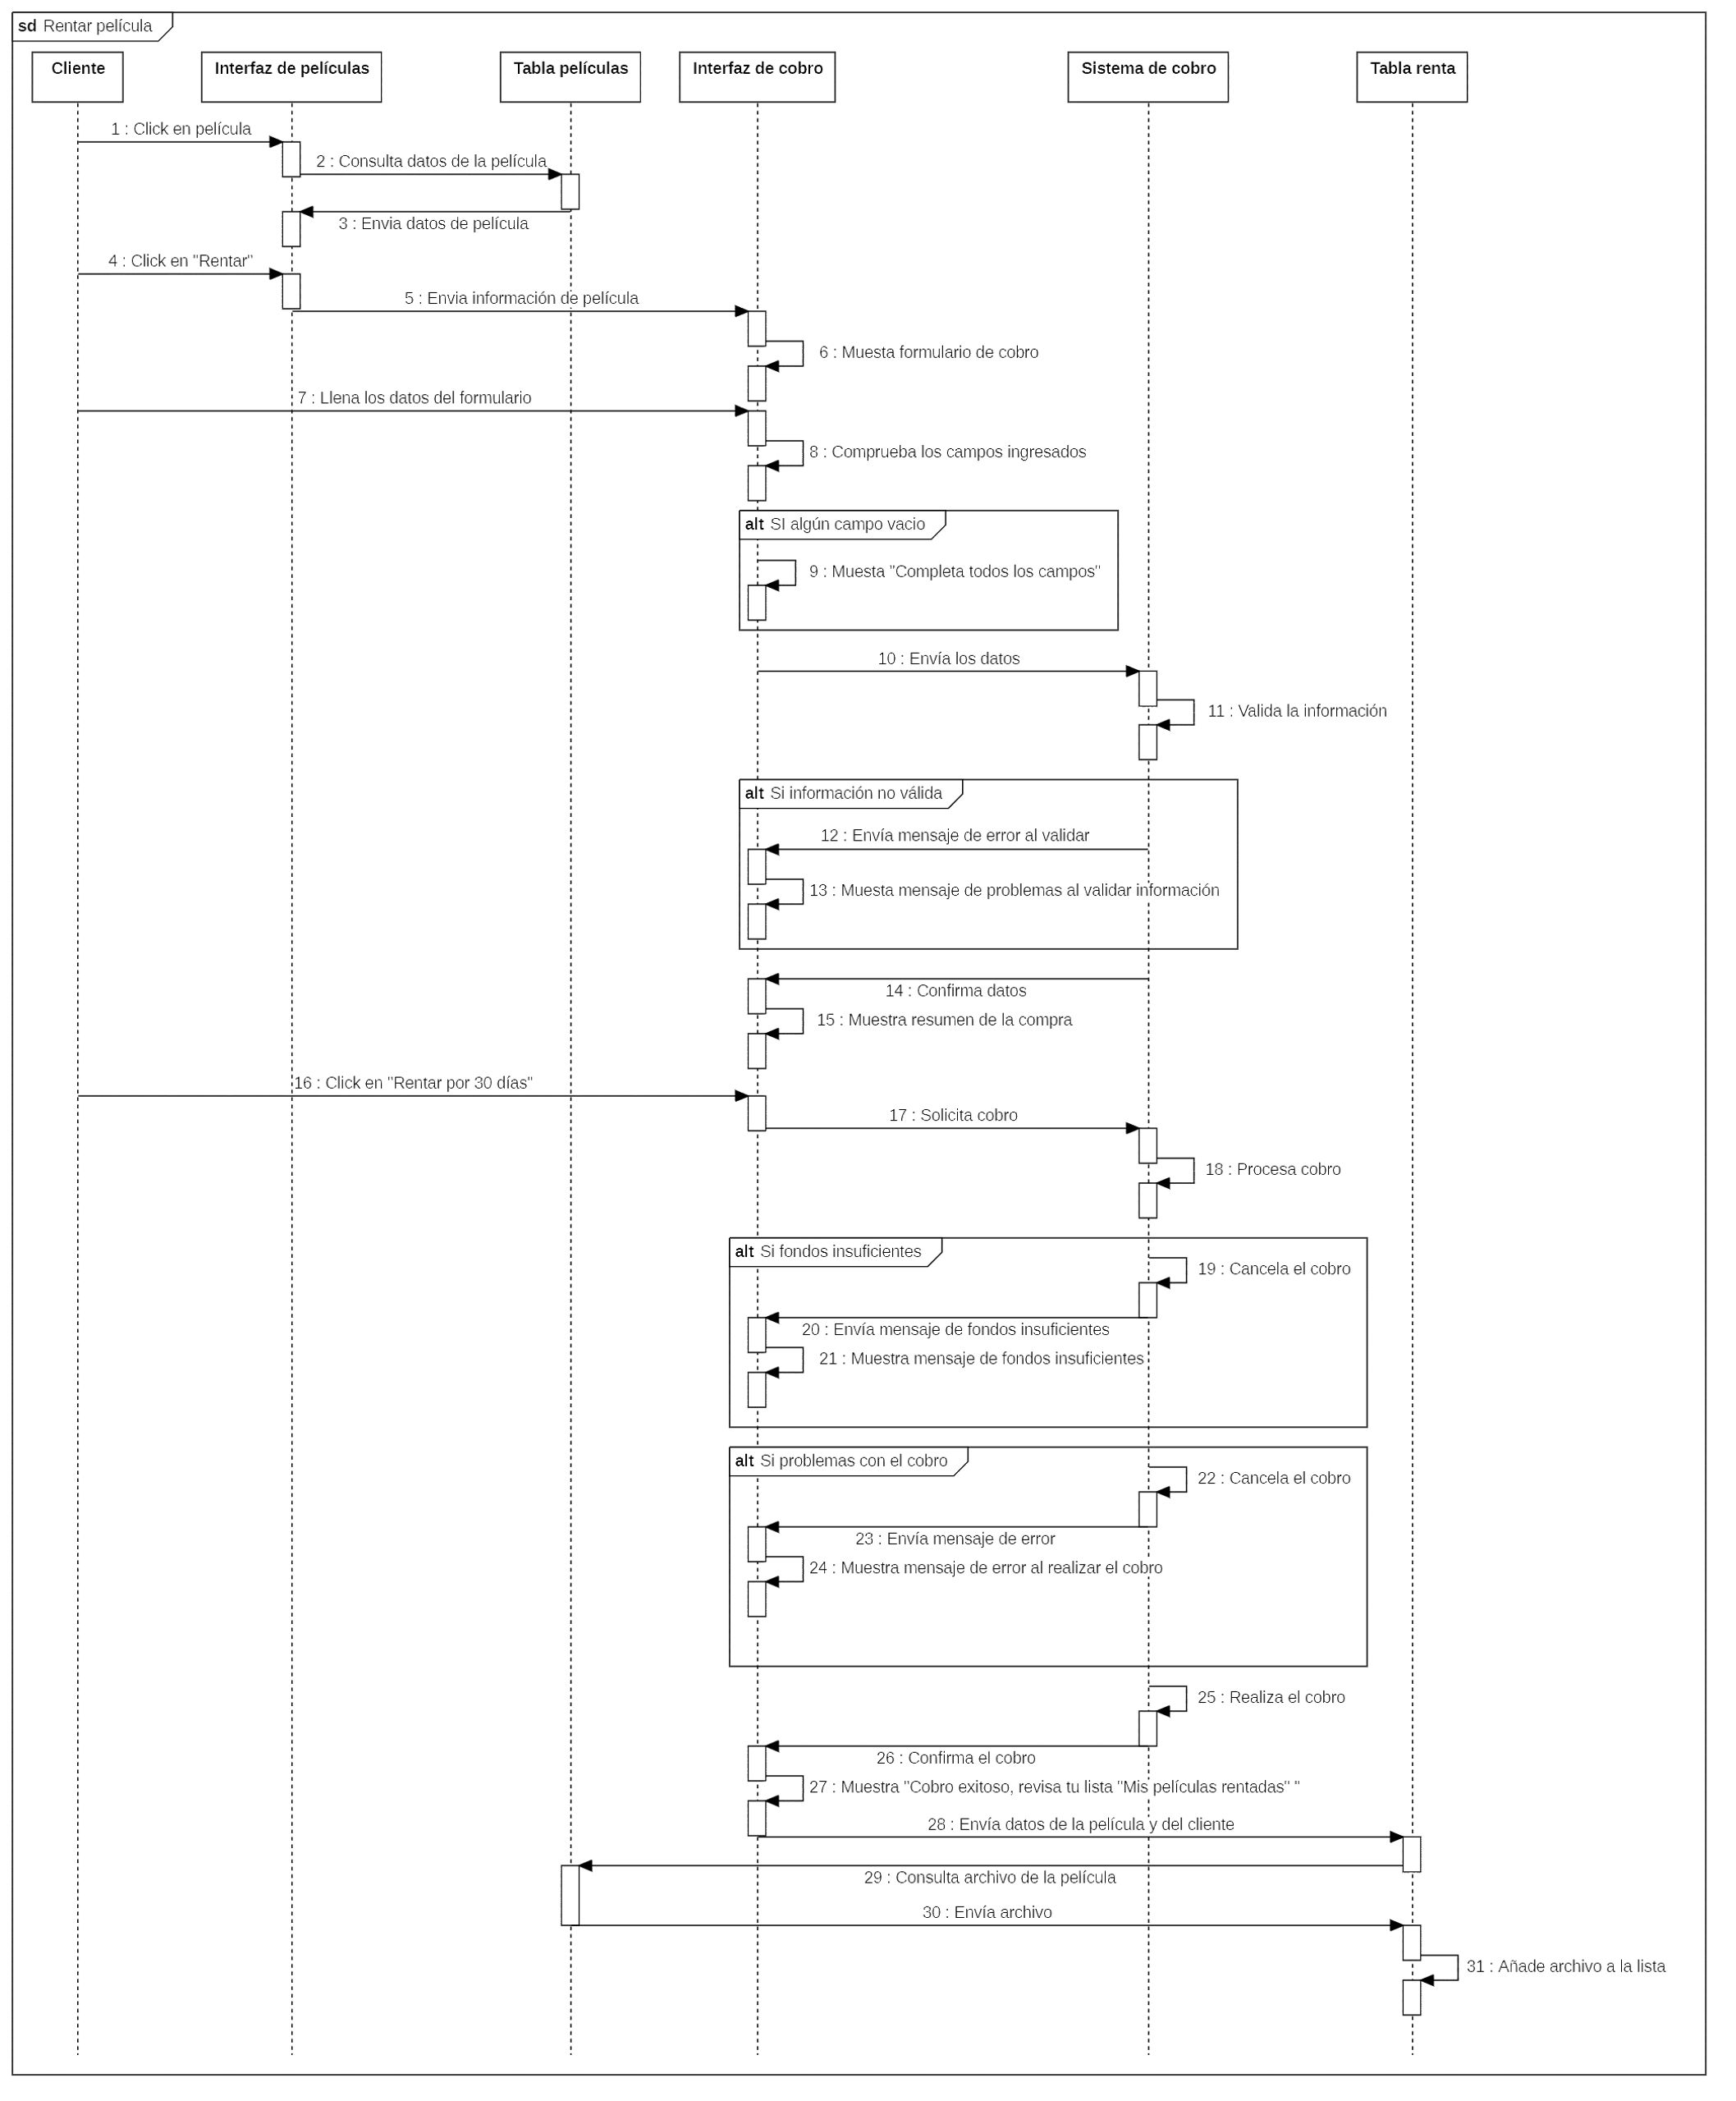 sd Rentar película
Cliente
Interfaz de películas
Tabla películas
Interfaz de cobro
Sistema de cobro
Tabla renta
1 : Click en película
2 : Consulta datos de la película
3 : Envia datos de película
4 : Click en "Rentar"
5 : Envia información de película
6 : Muesta formulario de cobro
7 : Llena los datos del formulario
8 : Comprueba los campos ingresados
alt SI algún campo vacio
9 : Muesta "Completa todos los campos"
10 : Envía los datos
11 : Valida la información
alt Si información no válida
12 : Envía mensaje de error al validar
13 : Muesta mensaje de problemas al validar información
14 : Confirma datos
15 : Muestra resumen de la compra
16 : Click en "Rentar por 30 días"
17 : Solicita cobro
18 : Procesa cobro
alt Si fondos insuficientes
19 : Cancela el cobro
20 : Envía mensaje de fondos insuficientes
21 : Muestra mensaje de fondos insuficientes
alt Si problemas con el cobro
22 : Cancela el cobro
23 : Envía mensaje de error
24 : Muestra mensaje de error al realizar el cobro
25 : Realiza el cobro
26 : Confirma el cobro
27 : Muestra "Cobro exitoso, revisa tu lista "Mis películas rentadas" "
28 : Envía datos de la película y del cliente
29 : Consulta archivo de la película
30 : Envía archivo
31 : Añade archivo a la lista